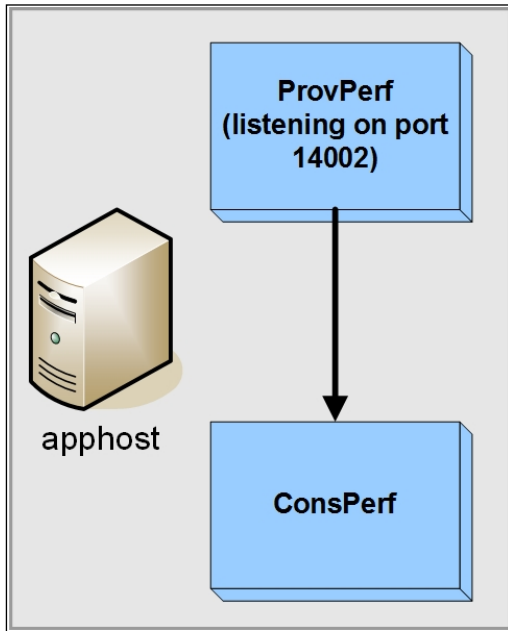 ProvPerf
(listening on port
14002)
apphost
ConsPerf